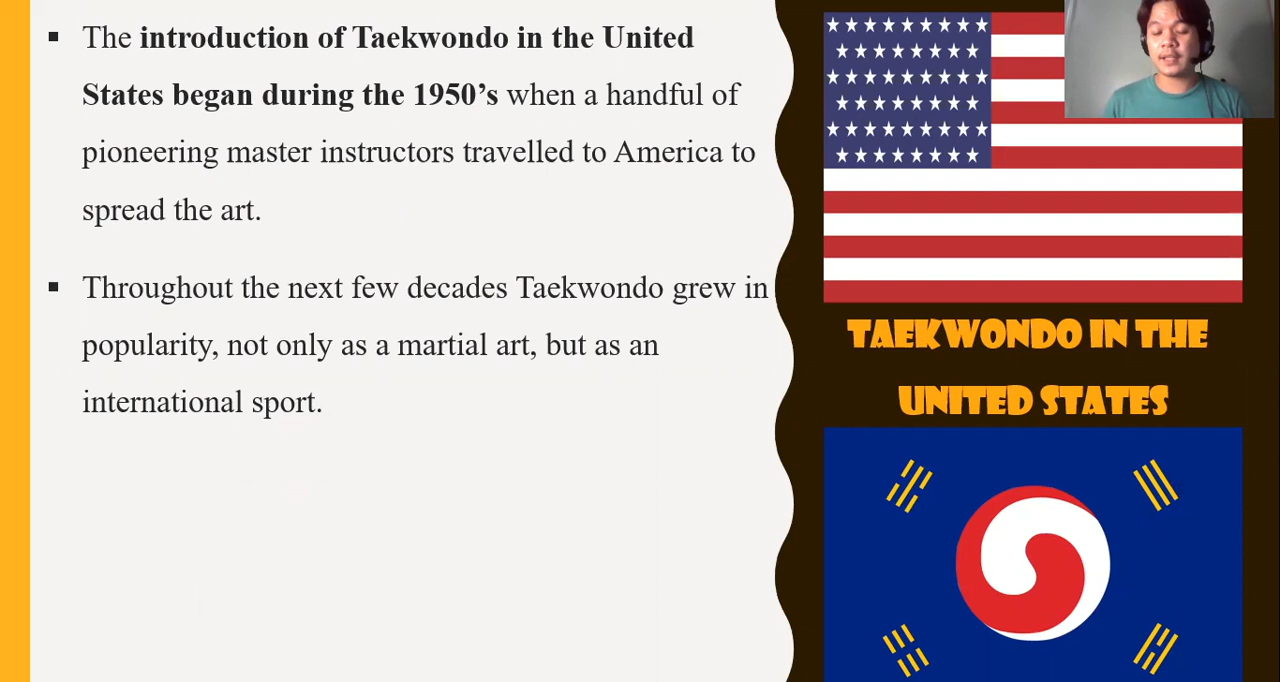 The introduction of Taekwondo in the United
States began during the 1950’s when a handful of
pioneering master instructors travelled to America to
spread the art.
Throughout the next few decades Taekwondo grew in
popularity, not only as a martial art, but as an
international sport.
TAEKWONDO IN THE
UNITED STATES